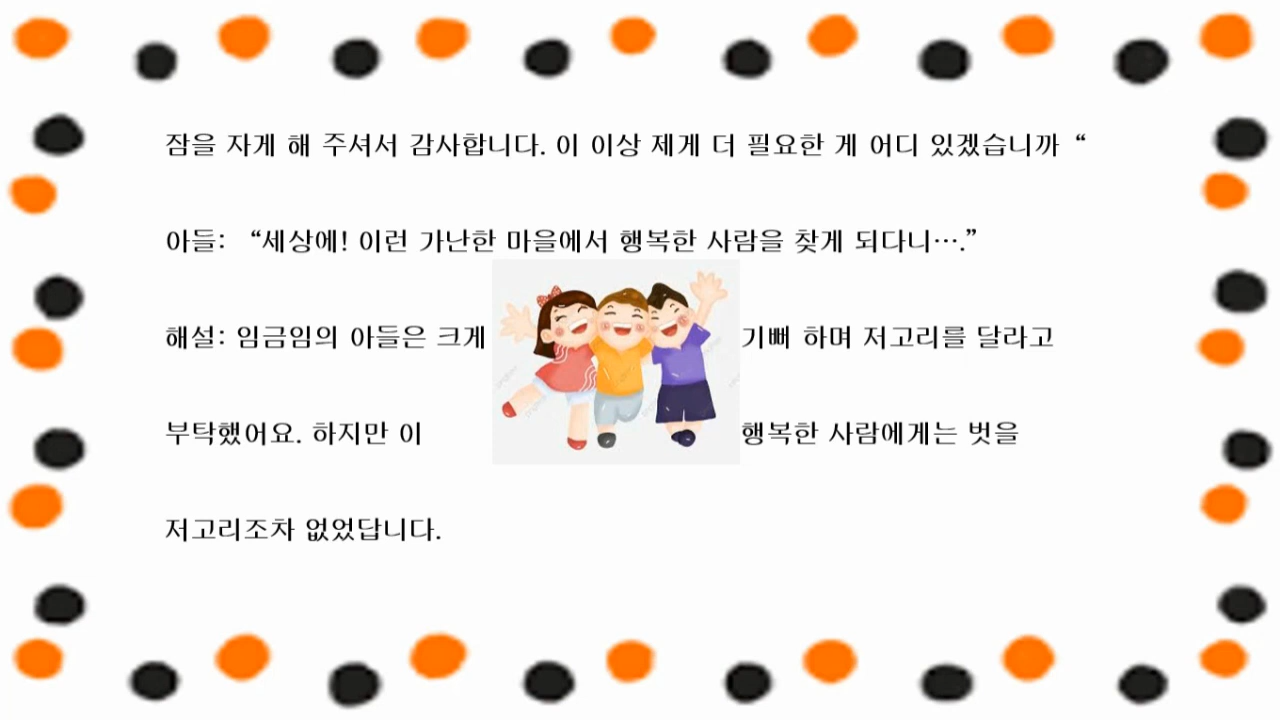 잠을 자게 해 주셔서 감사합니다. 이 이상 제게 더 필요한 게 어디 있겠습니까 “
아들: “세상에! 이런 가난한 마을에서 행복한 사람을 찾게 되다니….”
해설: 임금임의 아들은 크게 기뻐 하며 저고리를 달라고
부탁했어요. 하지만 이 행복한 사람에게는 벗을
저고리조차 없었답니다.